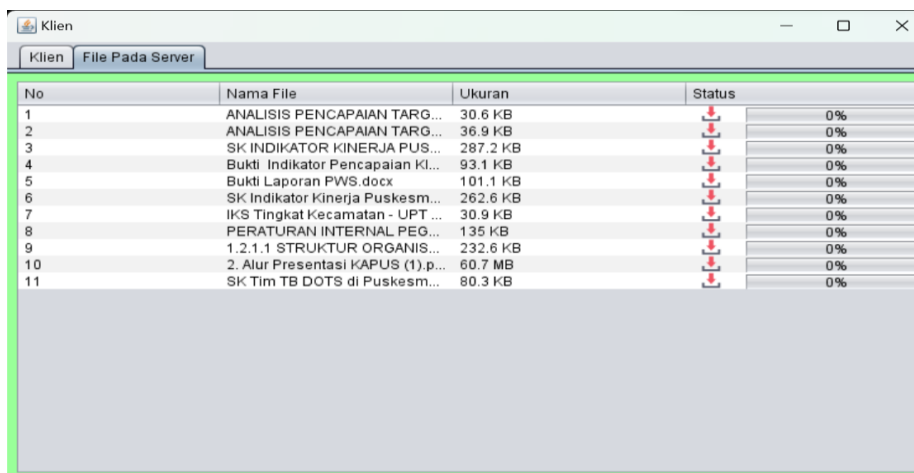 Klien
Klien File Pada Server
No Nama File Ukuran Status
1 ANALISIS PENCAPAIAN TARG... 30.6 KB 0%
2 ANALISIS PENCAPAIAN TARG... 36.9 KB 0%
3 SK INDIKATOR KINERJA PUS... 287.2 KB 0%
4 Bukti Indikator Pencapaian KI... 93.1 KB 0%
5 Bukti Laporan PWS.docx 101.1 KB 0%
6 SK Indikator Kinerja Puskesm... 262.6 KB 0%
7 IKS Tingkat Kecamatan - UPT ... 30.9 KB 0%
8 PERATURAN INTERNAL PEG... 135 KB 0%
9 1.2.1.1 STRUKTUR ORGANIS... 232.6 KB 0%
10 2. Alur Presentasi KAPUS (1).p... 60.7 MB 0%
11 SK Tim TB DOTS di Puskesm... 80.3 KB 0%